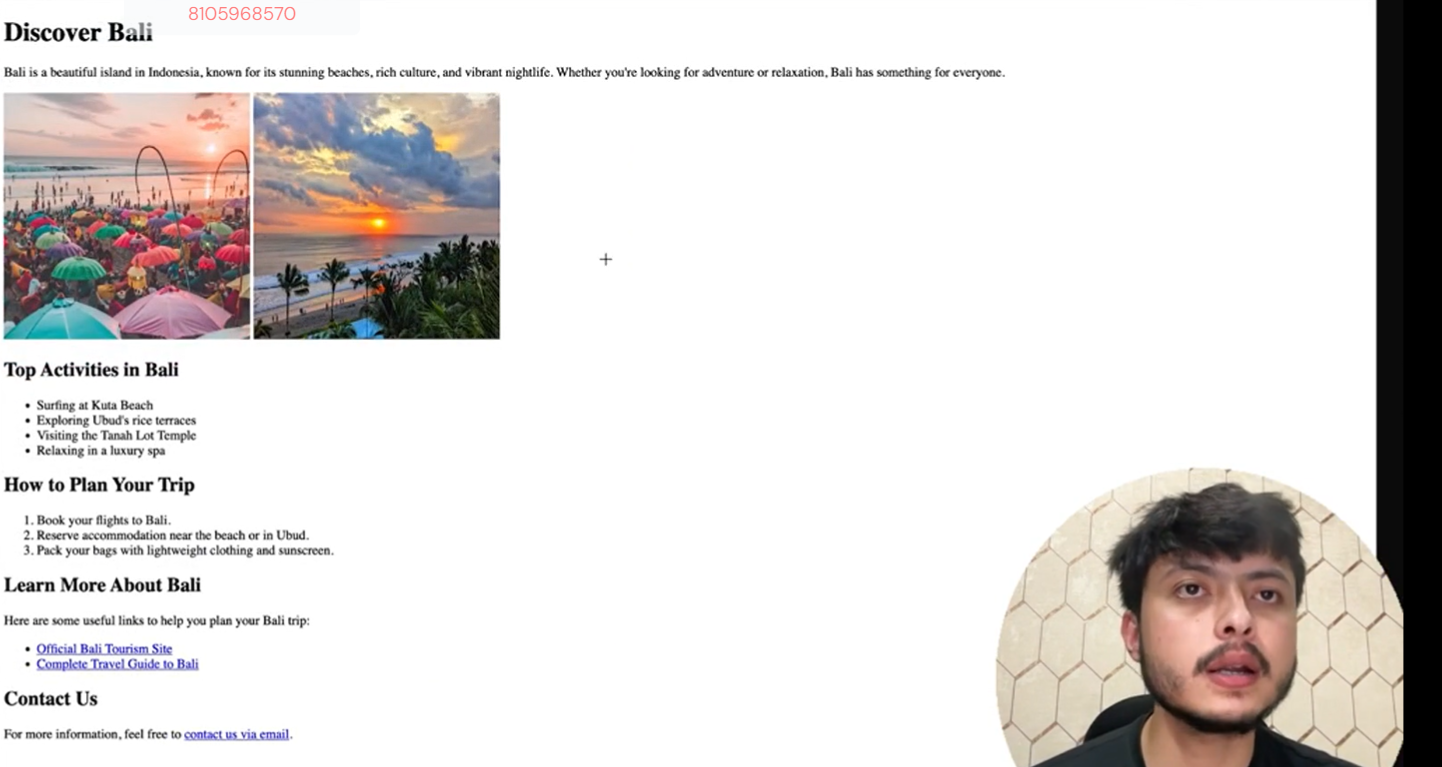 8105968570
Discover Bali
Bali is a beautiful island in Indonesia, known for its stunning beaches, rich culture, and vibrant nightlife. Whether you're looking for adventure or relaxation, Bali has something for everyone.
Top Activities in Bali
• Surfing at Kuta Beach
• Exploring Ubud's rice terraces
• Visiting the Tanah Lot Temple
• Relaxing in a luxury spa
How to Plan Your Trip
1. Book your flights to Bali.
2. Reserve accommodation near the beach or in Ubud.
3. Pack your bags with lightweight clothing and sunscreen.
Learn More About Bali
Here are some useful links to help you plan your Bali trip:
• Official Bali Tourism Site
• Complete Travel Guide to Bali
Contact Us
For more information, feel free to contact us via email.